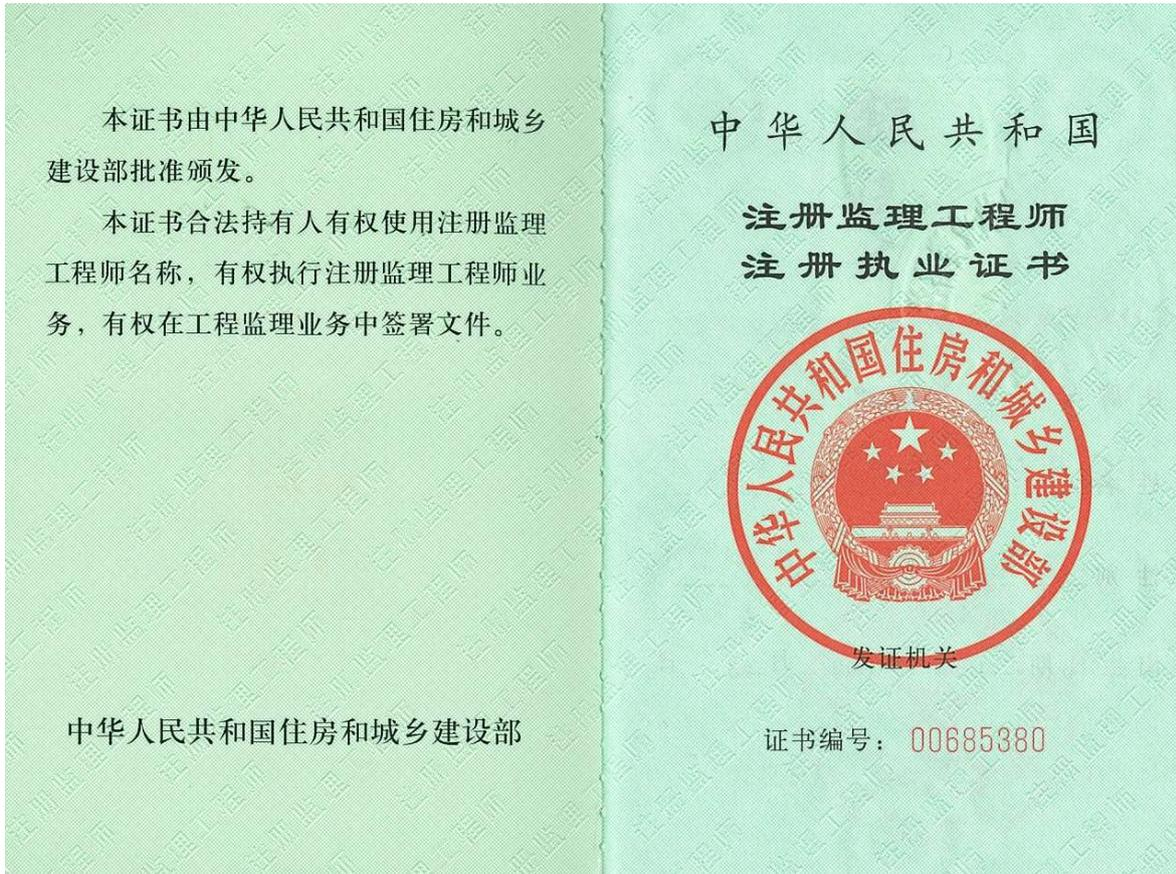 本证书由中华人民共和国住房和城乡
建设部批准颁发。
本证书合法持有人有权使用注册监理
工程师名称，有权执行注册监理工程师业
务，有权在工程监理业务中签署文件。
中华人民共和国住房和城乡建设部
中华人民共和国
注册监理工程师
注册执业证书
中华人民共和国住房和城乡建设部
发证机关
证书编号：00685380